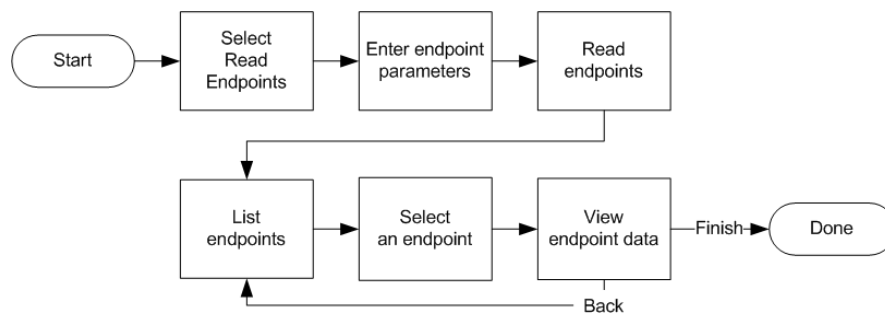 Start
Select
Read
Endpoints
Enter endpoint
parameters
Read
endpoints
List
endpoints
Select
an endpoint
View
endpoint data
Finish
Done
Back